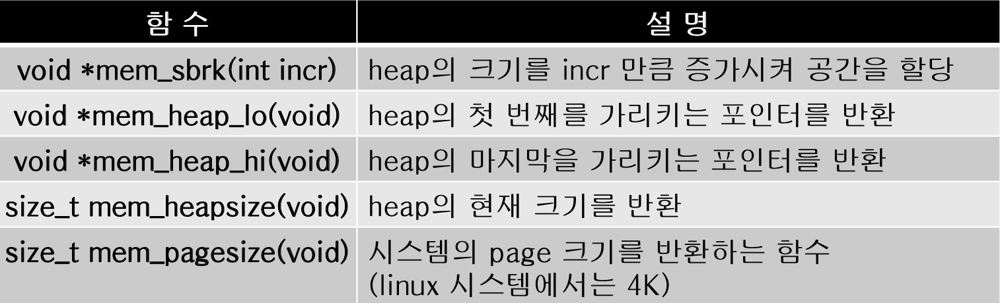 함 수 설 명
void *mem_sbrk(int incr) heap의 크기를 incr 만큼 증가시켜 공간을 할당
void *mem_heap_lo(void) heap의 첫 번째를 가리키는 포인터를 반환
void *mem_heap_hi(void) heap의 마지막을 가리키는 포인터를 반환
size_t mem_heapsize(void) heap의 현재 크기를 반환
size_t mem_pagesize(void) 시스템의 page 크기를 반환하는 함수
(linux 시스템에서는 4K)